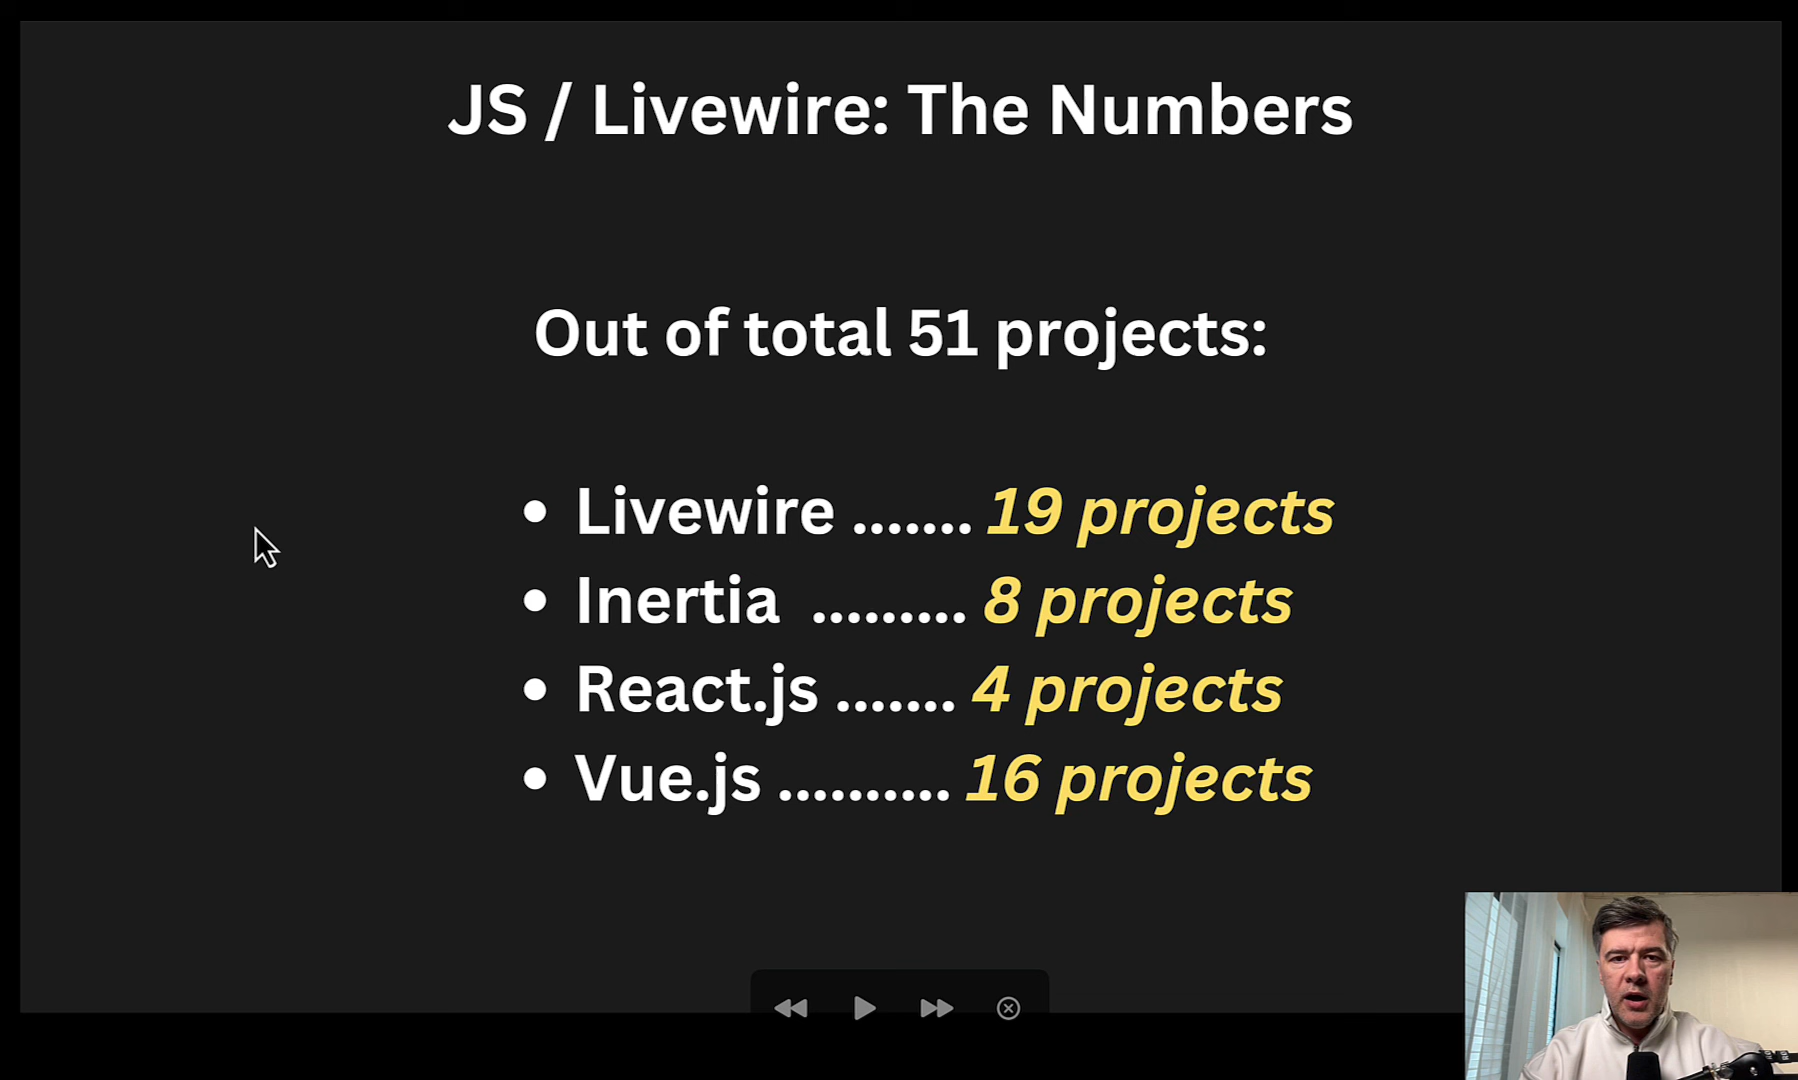 JS / Livewire: The Numbers
Out of total 51 projects:
• Livewire ....... 19 projects
• Inertia ......... 8 projects
• React.js ....... 4 projects
• Vue.js .......... 16 projects